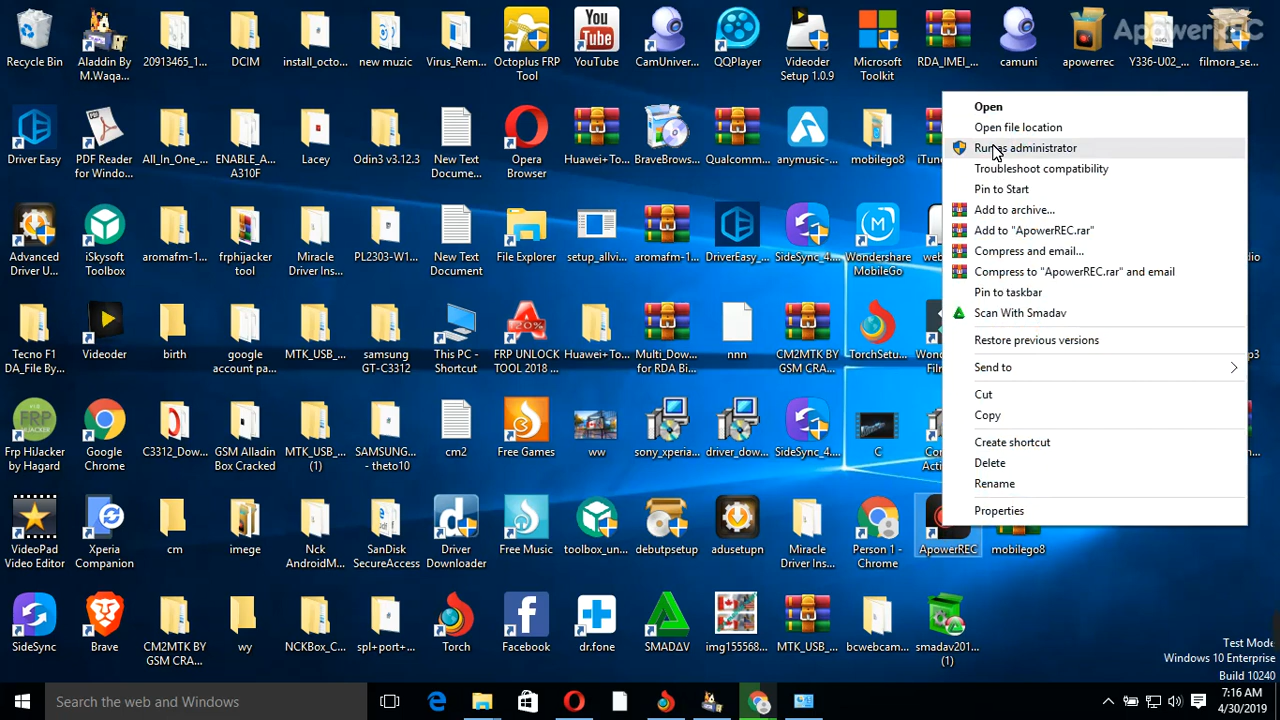 ApowerREC
Recycle Bin
Aladdin By
M.Waqa...
20913465_1...
DCIM
install_octo...
new muzic
Virus_Rem...
Octoplus FRP
Tool
You
Tube
YouTube
CamUniver...
QQPlayer
Videoder
Setup 1.0.9
Microsoft
Toolkit
RDA_IMEI_...
camuni
apowerrec
Y336-U02_...
filmora_se...
Driver Easy
PDF Reader
for Windo...
All_In_One_...
ENABLE_A...
A310F
Lacey
Odin3 v3.12.3
New Text
Docume...
Opera
Browser
Huawei+To...
BraveBrows...
Qualcomm...
anymusic-...
mobilego8
iTun
Advanced
Driver U...
iSkysoft
Toolbox
aromafm-1...
frphijacker
tool
Miracle
Driver Ins...
PL2303-W1...
New Text
Document
File Explorer
setup_allvi...
aromafm-1...
DriverEasy_...
SideSync_4....
Wondershare
MobileGo
web
udio
Tecno F1
DA_File By...
Videoder
birth
google
account pa...
MTK_USB_...
samsung
GT-C3312
This PC -
Shortcut
20%
FRP UNLOCK
TOOL 2018 ...
Huawei+To...
Multi_Dow...
for RDA Bi...
nnn
CM2MTK BY
GSM CRA...
TorchSetu...
Won
Film
mp3
Frp HiJacker
by Hagard
Google
Chrome
C3312_Dow...
GSM Alladin
Box Cracked
MTK_USB_...
(1)
SAMSUNG...
- theto10
cm2
Free Games
ww
sony_xperia...
driver_dow...
SideSync_4....
C
Con
Acti
VideoPad
Video Editor
Xperia
Companion
cm
imege
Nck
AndroidM...
SanDisk
SecureAccess
Driver
Downloader
Free Music
toolbox_un...
debutpsetup
adusetupn
Miracle
Driver Ins...
Person 1 -
Chrome
ApowerREC
mobilego8
SideSync
Brave
CM2MTK BY
GSM CRA...
wy
NCKBox_C...
spl+port+...
Torch
Facebook
dr.fone
SMADΔV
img155568...
MTK_USB_...
bcwebcam...
smadav201...
(1)
Open
Open file location
Run as administrator
Troubleshoot compatibility
Pin to Start
Add to archive...
Add to "ApowerREC.rar"
Compress and email...
Compress to "ApowerREC.rar" and email
Pin to taskbar
Scan With Smadav
Restore previous versions
Send to
Cut
Copy
Create shortcut
Delete
Rename
Properties
Test Mode
Windows 10 Enterprise
Build 10240
Search the web and Windows
7:16 AM
4/30/2019